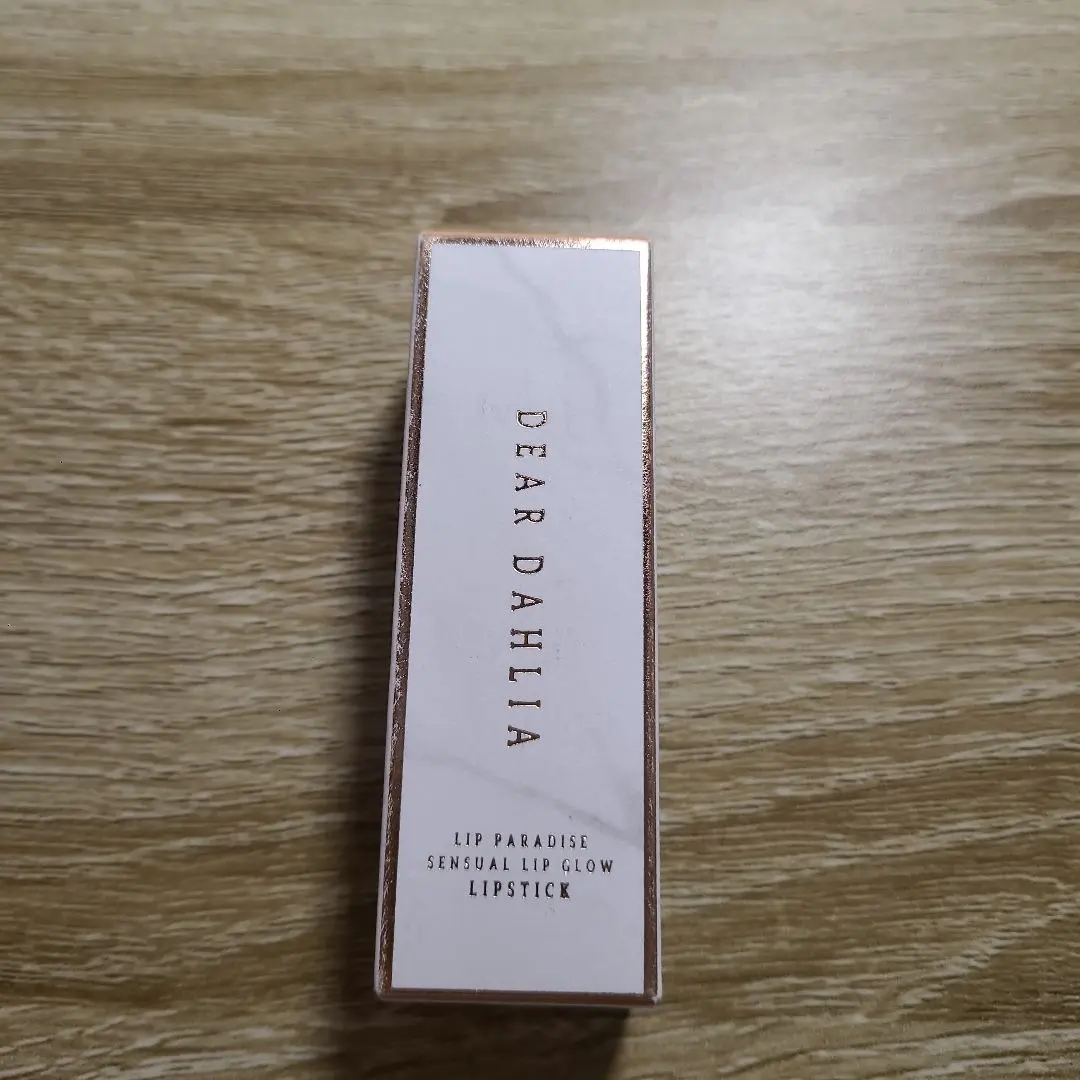 DEAR DAHLIA
LIP PARADISE
SENSUAL LIP GLOW
LIPSTICK